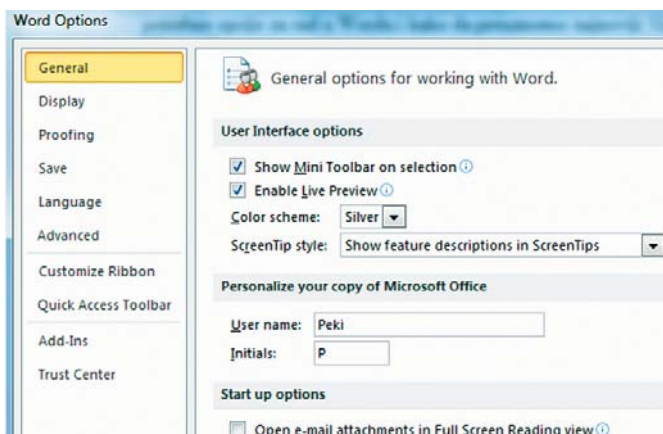 Word Options
General
Display
Proofing
Save
Language
Advanced
Customize Ribbon
Quick Access Toolbar
Add-Ins
Trust Center
General options for working with Word.
User Interface options
Show Mini Toolbar on selection
Enable Live Preview
Color scheme: Silver
ScreenTip style: Show feature descriptions in ScreenTips
Personalize your copy of Microsoft Office
User name: Peki
Initials: P
Start up options
Open e-mail attachments in Full Screen Reading view